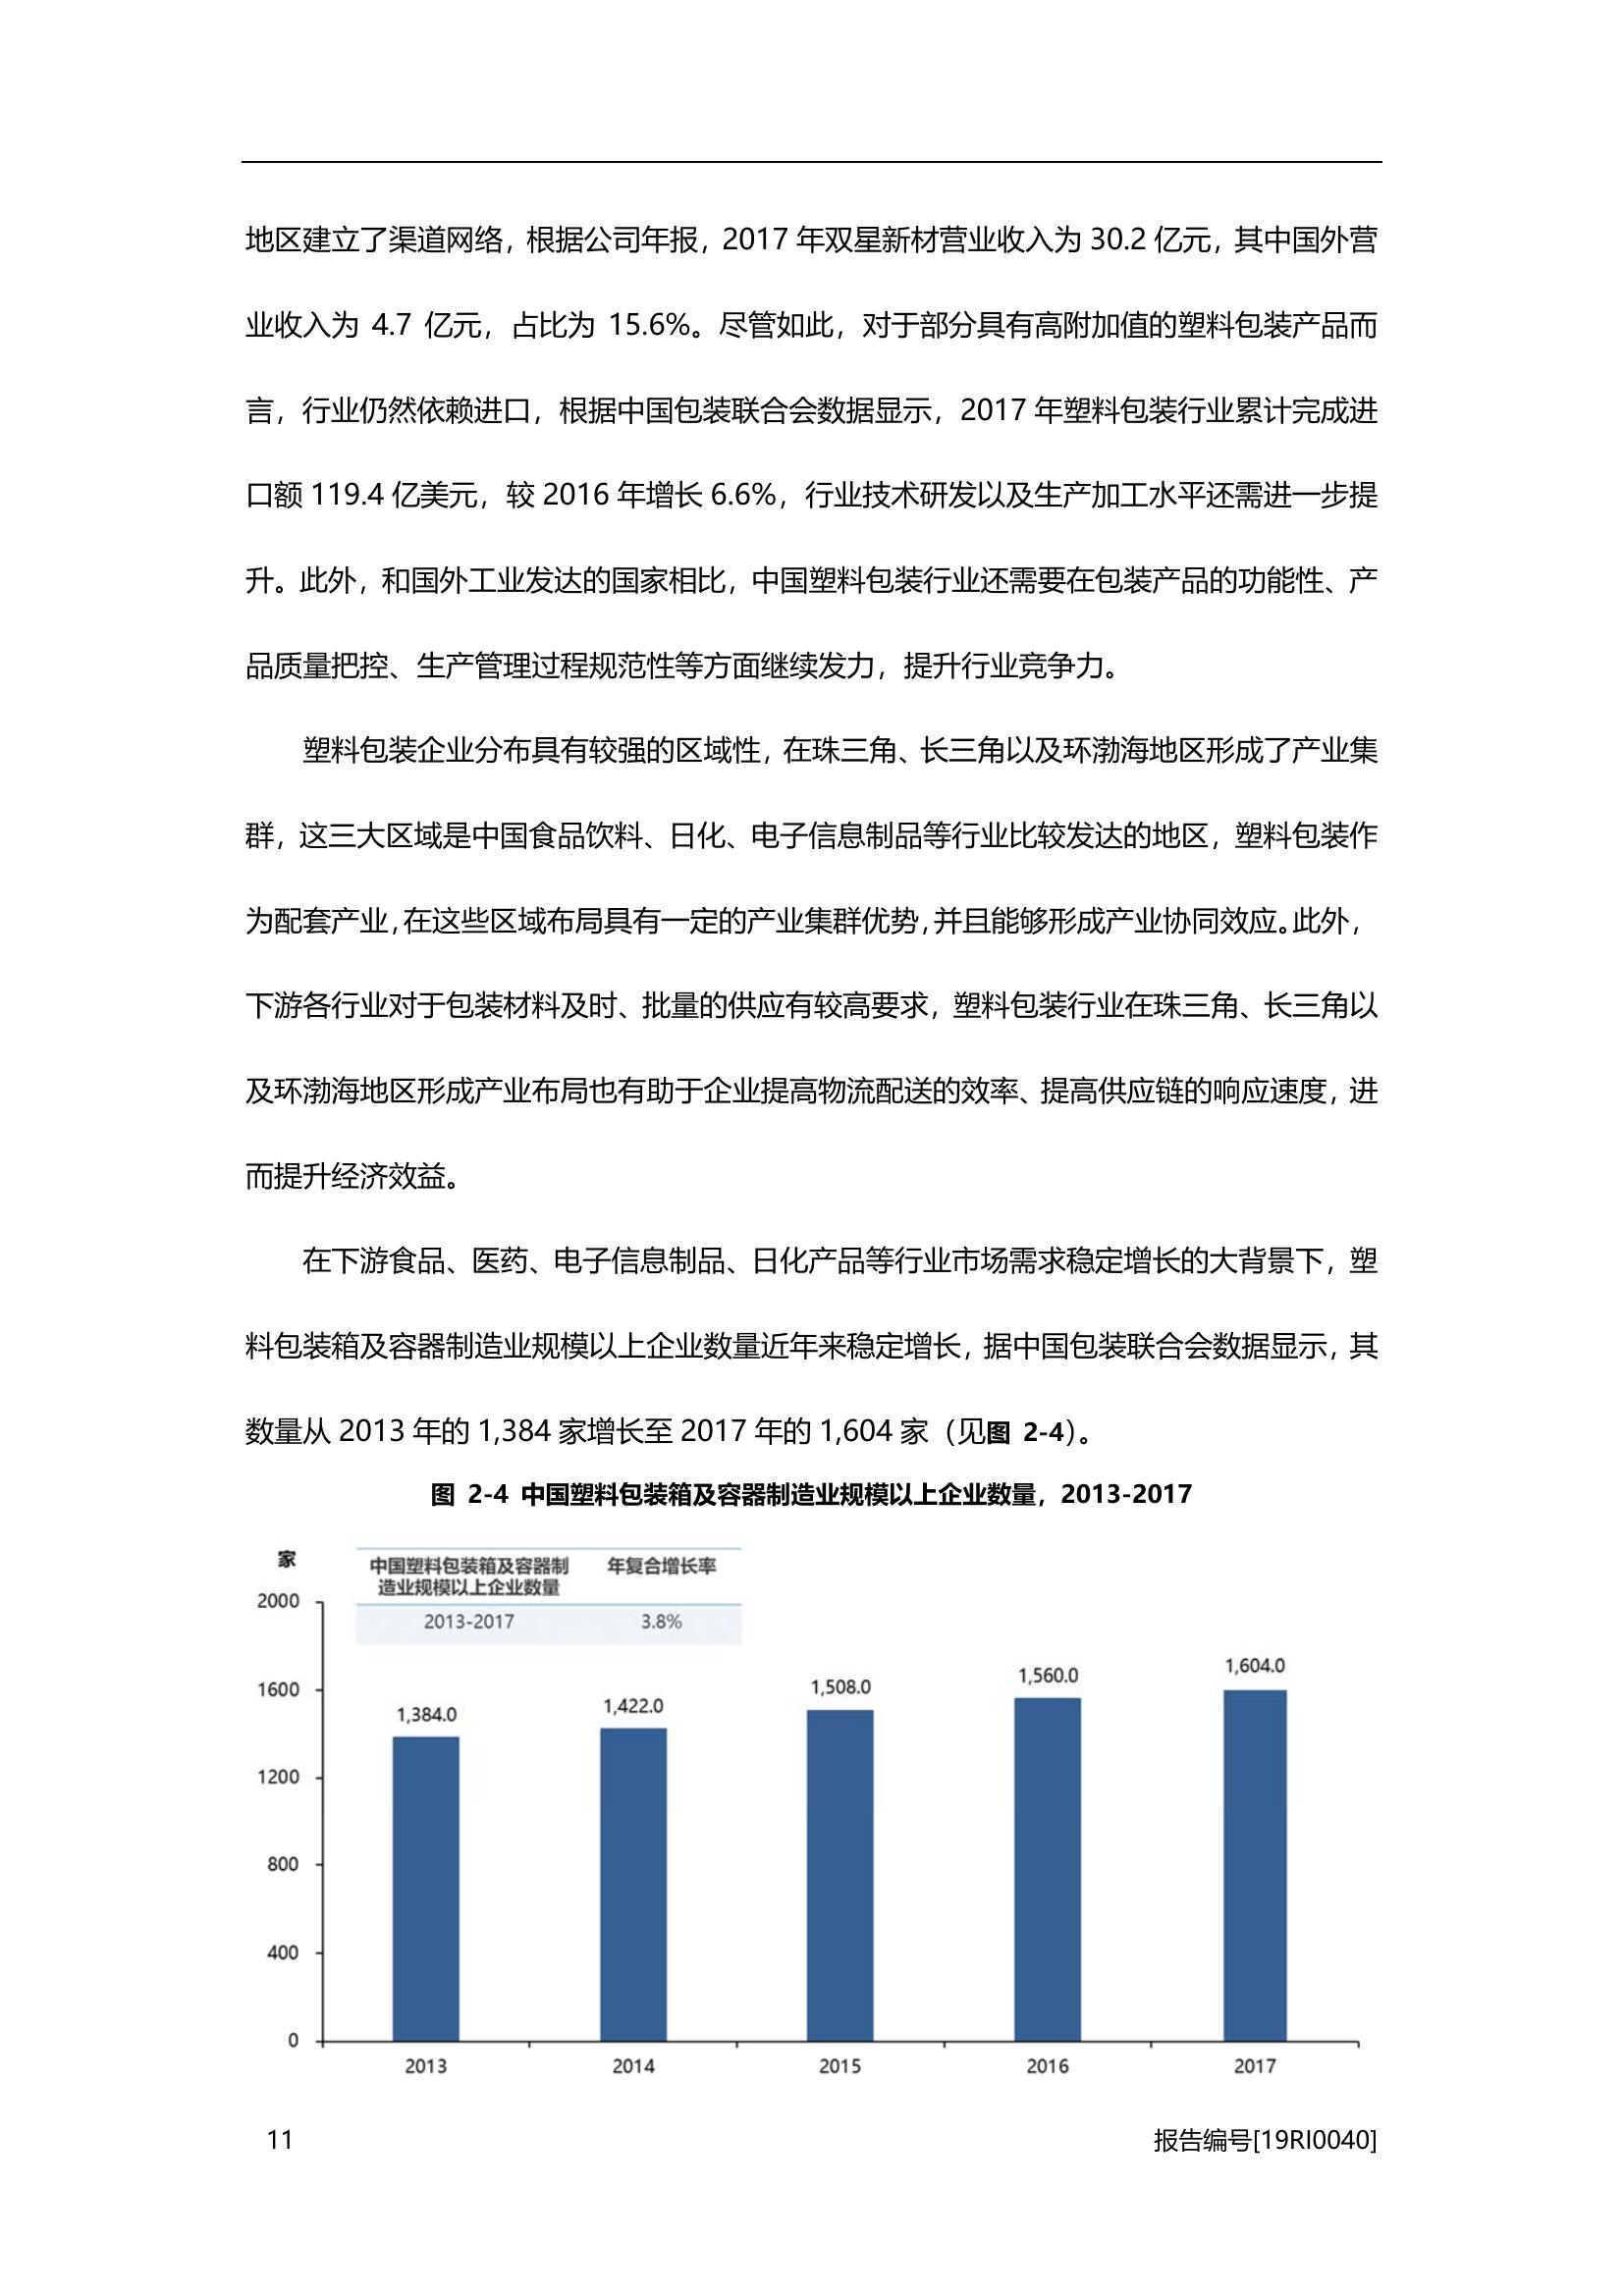 地区建立了渠道网络，根据公司年报，2017 年双星新材营业收入为 30.2 亿元，其中国外营
业收入为 4.7 亿元，占比为 15.6%。尽管如此，对于部分具有高附加值的塑料包装产品而
言，行业仍然依赖进口，根据中国包装联合会数据显示，2017 年塑料包装行业累计完成进
口额 119.4 亿美元，较 2016 年增长 6.6%，行业技术研发以及生产加工水平还需进一步提
升。此外，和国外工业发达的国家相比，中国塑料包装行业还需要在包装产品的功能性、产
品质量把控、生产管理过程规范性等方面继续发力，提升行业竞争力。
塑料包装企业分布具有较强的区域性，在珠三角、长三角以及环渤海地区形成了产业集
群，这三大区域是中国食品饮料、日化、电子信息制品等行业比较发达的地区，塑料包装作
为配套产业，在这些区域布局具有一定的产业集群优势，并且能够形成产业协同效应。此外，
下游各行业对于包装材料及时、批量的供应有较高要求，塑料包装行业在珠三角、长三角以
及环渤海地区形成产业布局也有助于企业提高物流配送的效率、提高供应链的响应速度，进
而提升经济效益。
在下游食品、医药、电子信息制品、日化产品等行业市场需求稳定增长的大背景下，塑
料包装箱及容器制造业规模以上企业数量近年来稳定增长，据中国包装联合会数据显示，其
数量从 2013 年的 1,384 家增长至 2017 年的 1,604 家（见图 2-4）。
图 2-4 中国塑料包装箱及容器制造业规模以上企业数量，2013-2017
家
中国塑料包装箱及容器制 年复合增长率
造业规模以上企业数量
2013-2017 3.8%
2000
1600
1200
800
400
0
1,384.0 1,422.0 1,508.0 1,560.0 1,604.0
2013 2014 2015 2016 2017
11 报告编号[19RI0040]